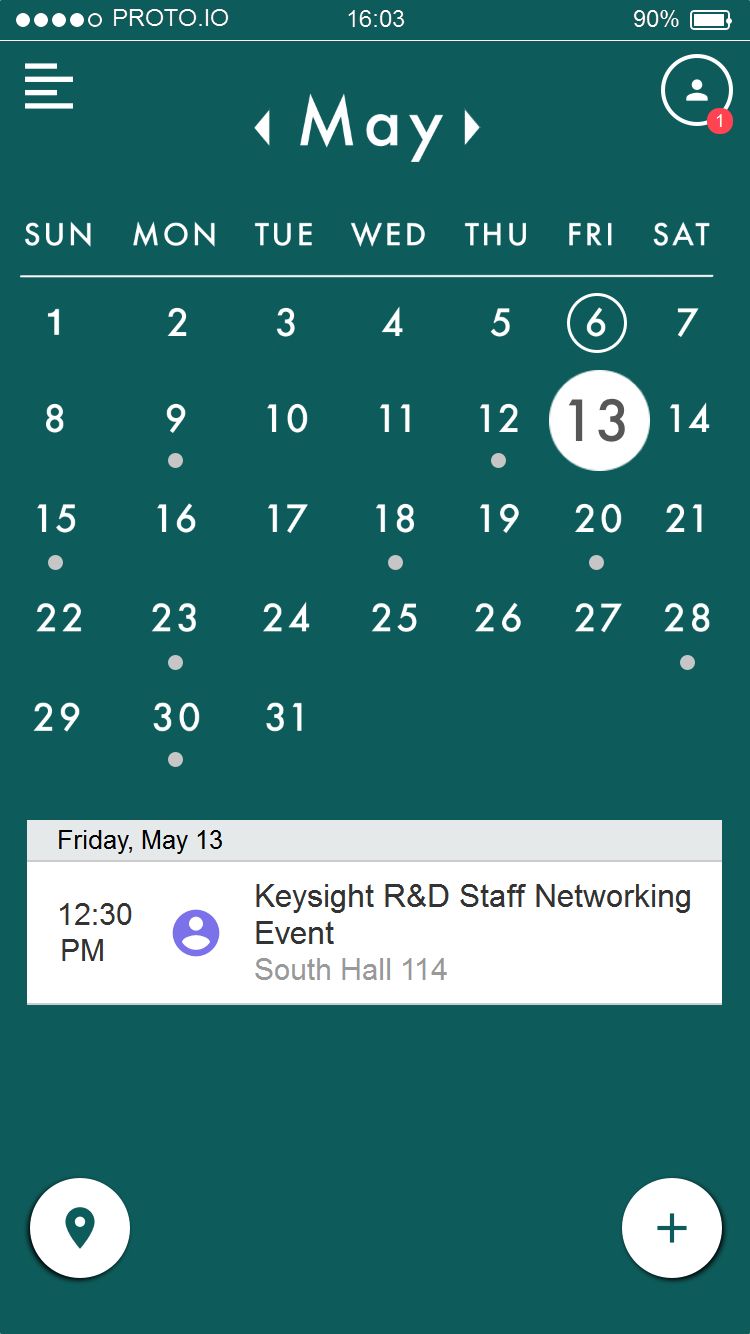 PROTO.IO 16:03 90%
May
1
SUN MON TUE WED THU FRI SAT
1 2 3 4 5 6 7
8 9 10 11 12 13 14
15 16 17 18 19 20 21
22 23 24 25 26 27 28
29 30 31
Friday, May 13
12:30
PM
Keysight R&D Staff Networking
Event
South Hall 114